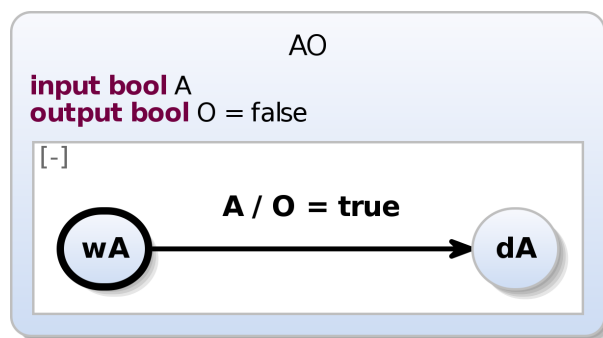 AO
input bool A
output bool O = false
[-]
A / O = true
wA
dA